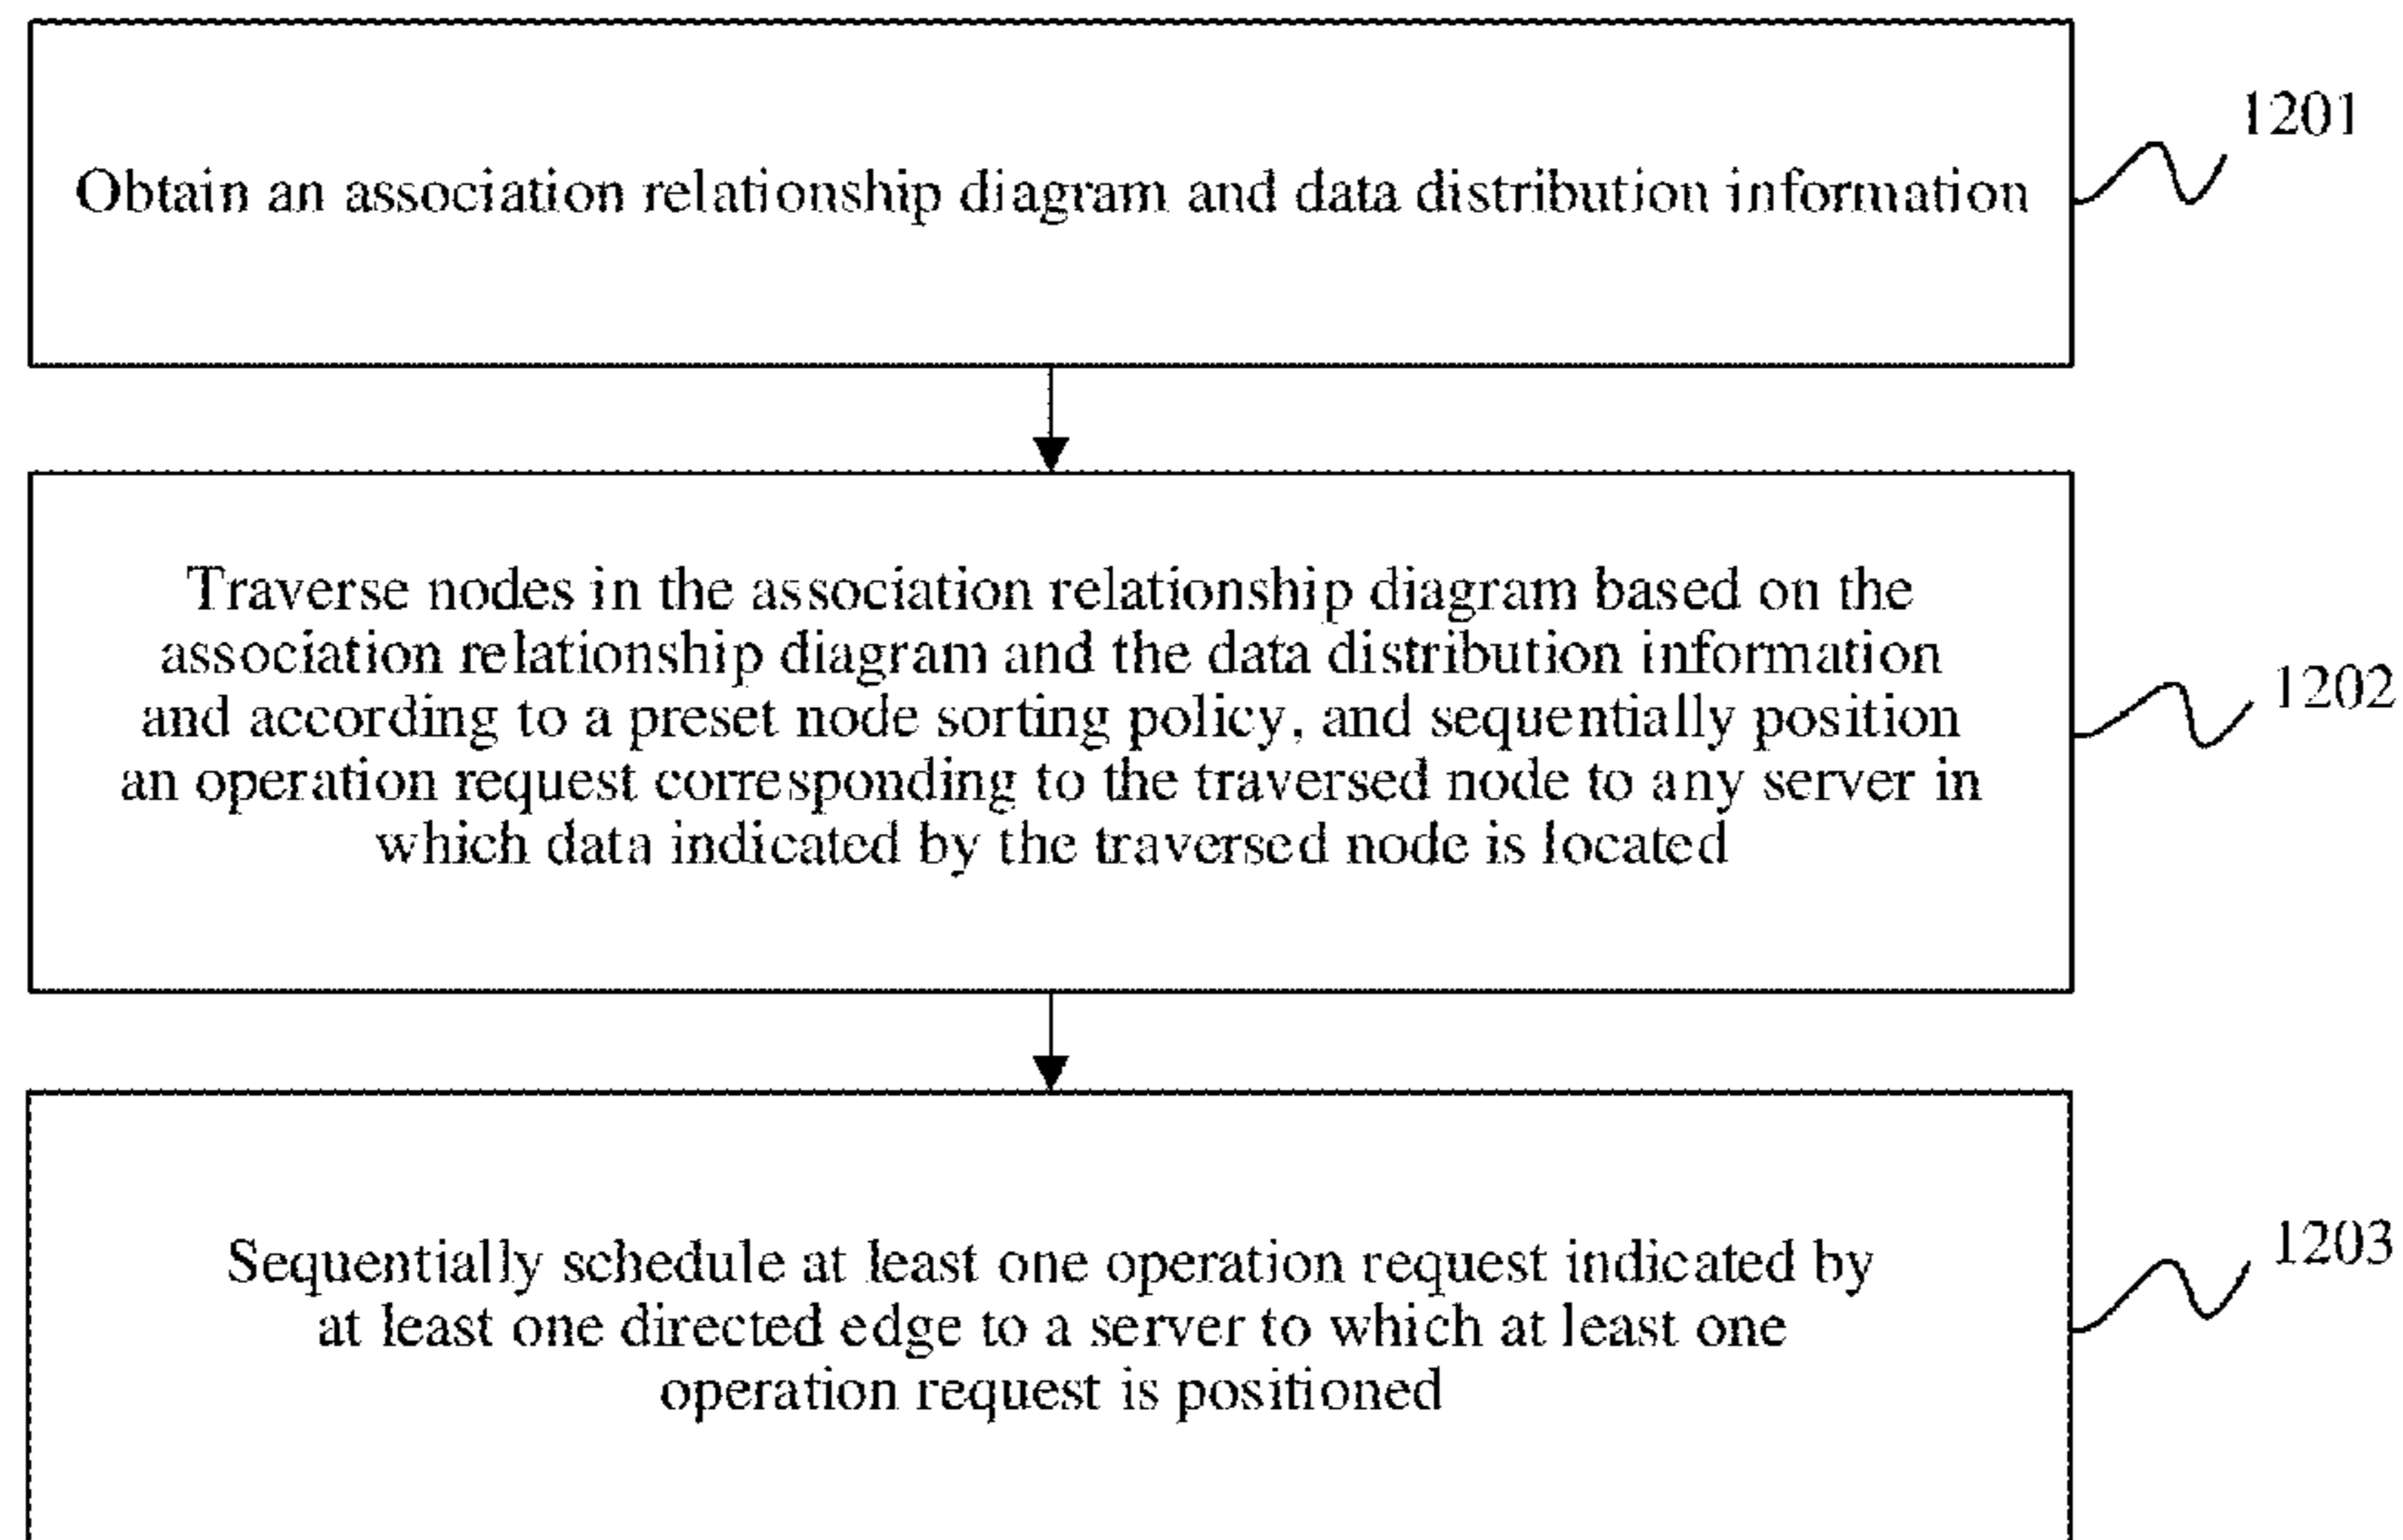 1201
Obtain an association relationship diagram and data distribution information
Traverse nodes in the association relationship diagram based on the
association relationship diagram and the data distribution information
and according to a preset node sorting policy, and sequentially position
an operation request corresponding to the traversed node to any server in
which data indicated by the traversed node is located
1202
Sequentially schedule at least one operation request indicated by
at least one directed edge to a server to which at least one
operation request is positioned
1203